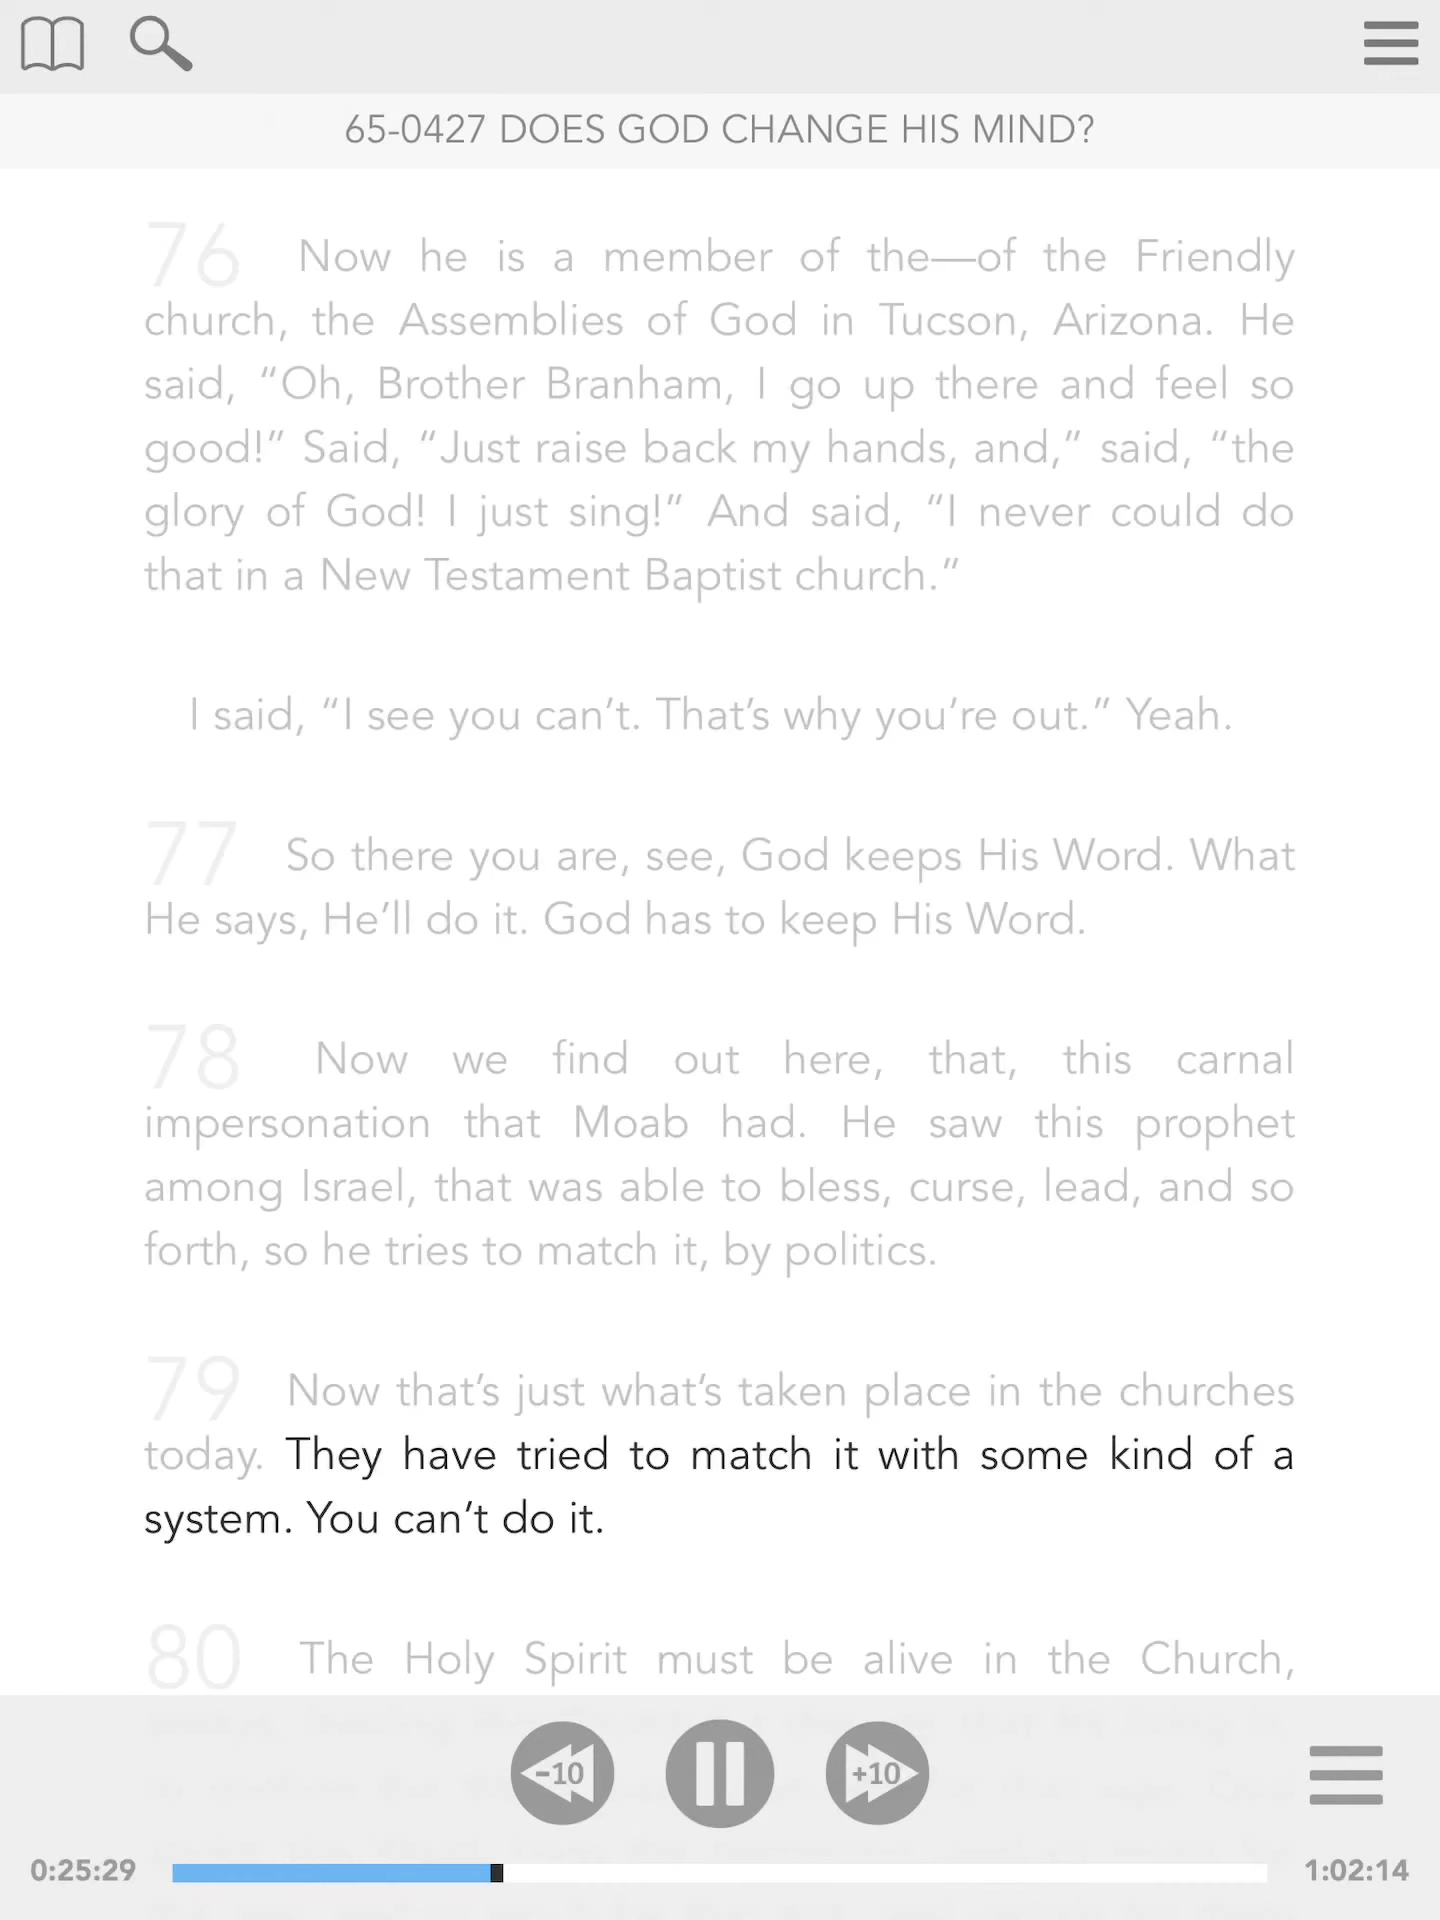 65-0427 DOES GOD CHANGE HIS MIND?
76 Now he is a member of the—of the Friendly
church, the Assemblies of God in Tucson, Arizona. He
said, “Oh, Brother Branham, I go up there and feel so
good!” Said, “Just raise back my hands, and,” said, “the
glory of God! I just sing!” And said, “I never could do
that in a New Testament Baptist church.”
I said, “I see you can’t. That’s why you’re out.” Yeah.
77 So there you are, see, God keeps His Word. What
He says, He’ll do it. God has to keep His Word.
78 Now we find out here, that, this carnal
impersonation that Moab had. He saw this prophet
among Israel, that was able to bless, curse, lead, and so
forth, so he tries to match it, by politics.
79 Now that’s just what’s taken place in the churches
today. They have tried to match it with some kind of a
system. You can’t do it.
80 The Holy Spirit must be alive in the Church,
-10 +10
0:25:29 1:02:14